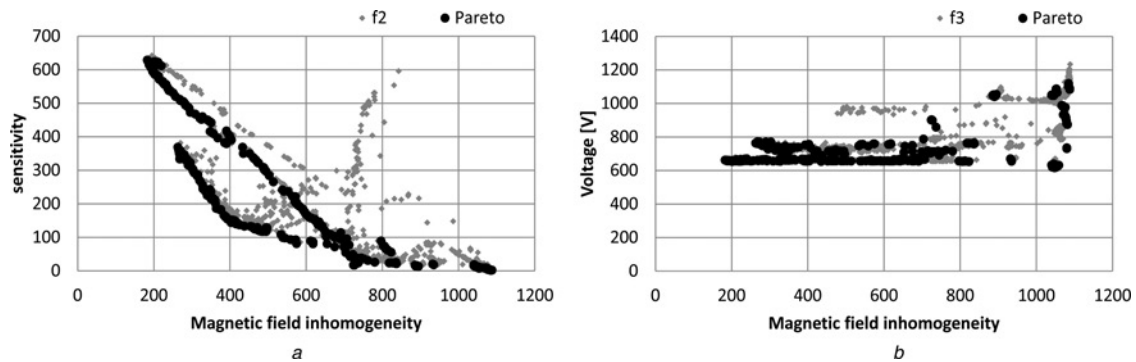 f2 Pareto
700
600
500
400
300
200
100
0
sensitivity
0 200 400 600 800 1000 1200
Magnetic field inhomogeneity
a
f3 Pareto
1400
1200
1000
800
600
400
200
0
Voltage [V]
0 200 400 600 800 1000 1200
Magnetic field inhomogeneity
b